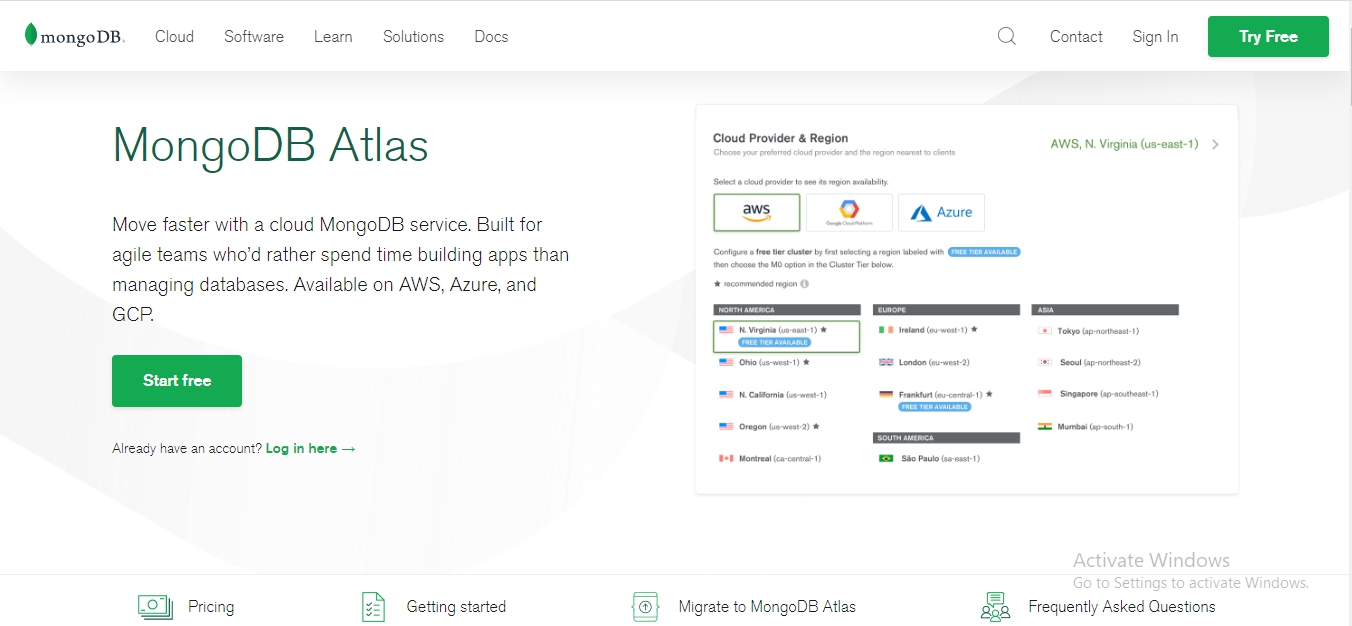 mongoDB.
Cloud
Software
Learn
Solutions
Docs
Contact
Sign In
Try Free
MongoDB Atlas
Move faster with a cloud MongoDB service. Built for
agile teams who'd rather spend time building apps than
managing databases. Available on AWS, Azure, and
GCP.
Start free
Already have an account? Log in here →
Cloud Provider & Region
Choose your preferred cloud provider and the region nearest to clients
AWS, N. Virginia (us-east-1)
Select a cloud provider to see its region availability.
aws
Google Cloud Platform
Azure
Configure a free tier cluster by first selecting a region labeled with FREE TIER AVAILABLE
then choose the M0 option in the Cluster Tier below.
★ recommended region
NORTH AMERICA
N. Virginia (us-east-1) ★
FREE TIER AVAILABLE
Ohio (us-west-1) ★
N. California (us-west-1)
Oregon (us-west-2) ★
Montreal (ca-central-1)
EUROPE
Ireland (eu-west-1) ★
London (eu-west-2)
Frankfurt (eu-central-1) ★
FREE TIER AVAILABLE
SOUTH AMERICA
São Paulo (sa-east-1)
ASIA
Tokyo (ap-northeast-1)
Seoul (ap-northeast-2)
Singapore (ap-southeast-1)
Mumbai (ap-south-1)
Activate Windows
Go to Settings to activate Windows.
Pricing
Getting started
Migrate to MongoDB Atlas
Frequently Asked Questions